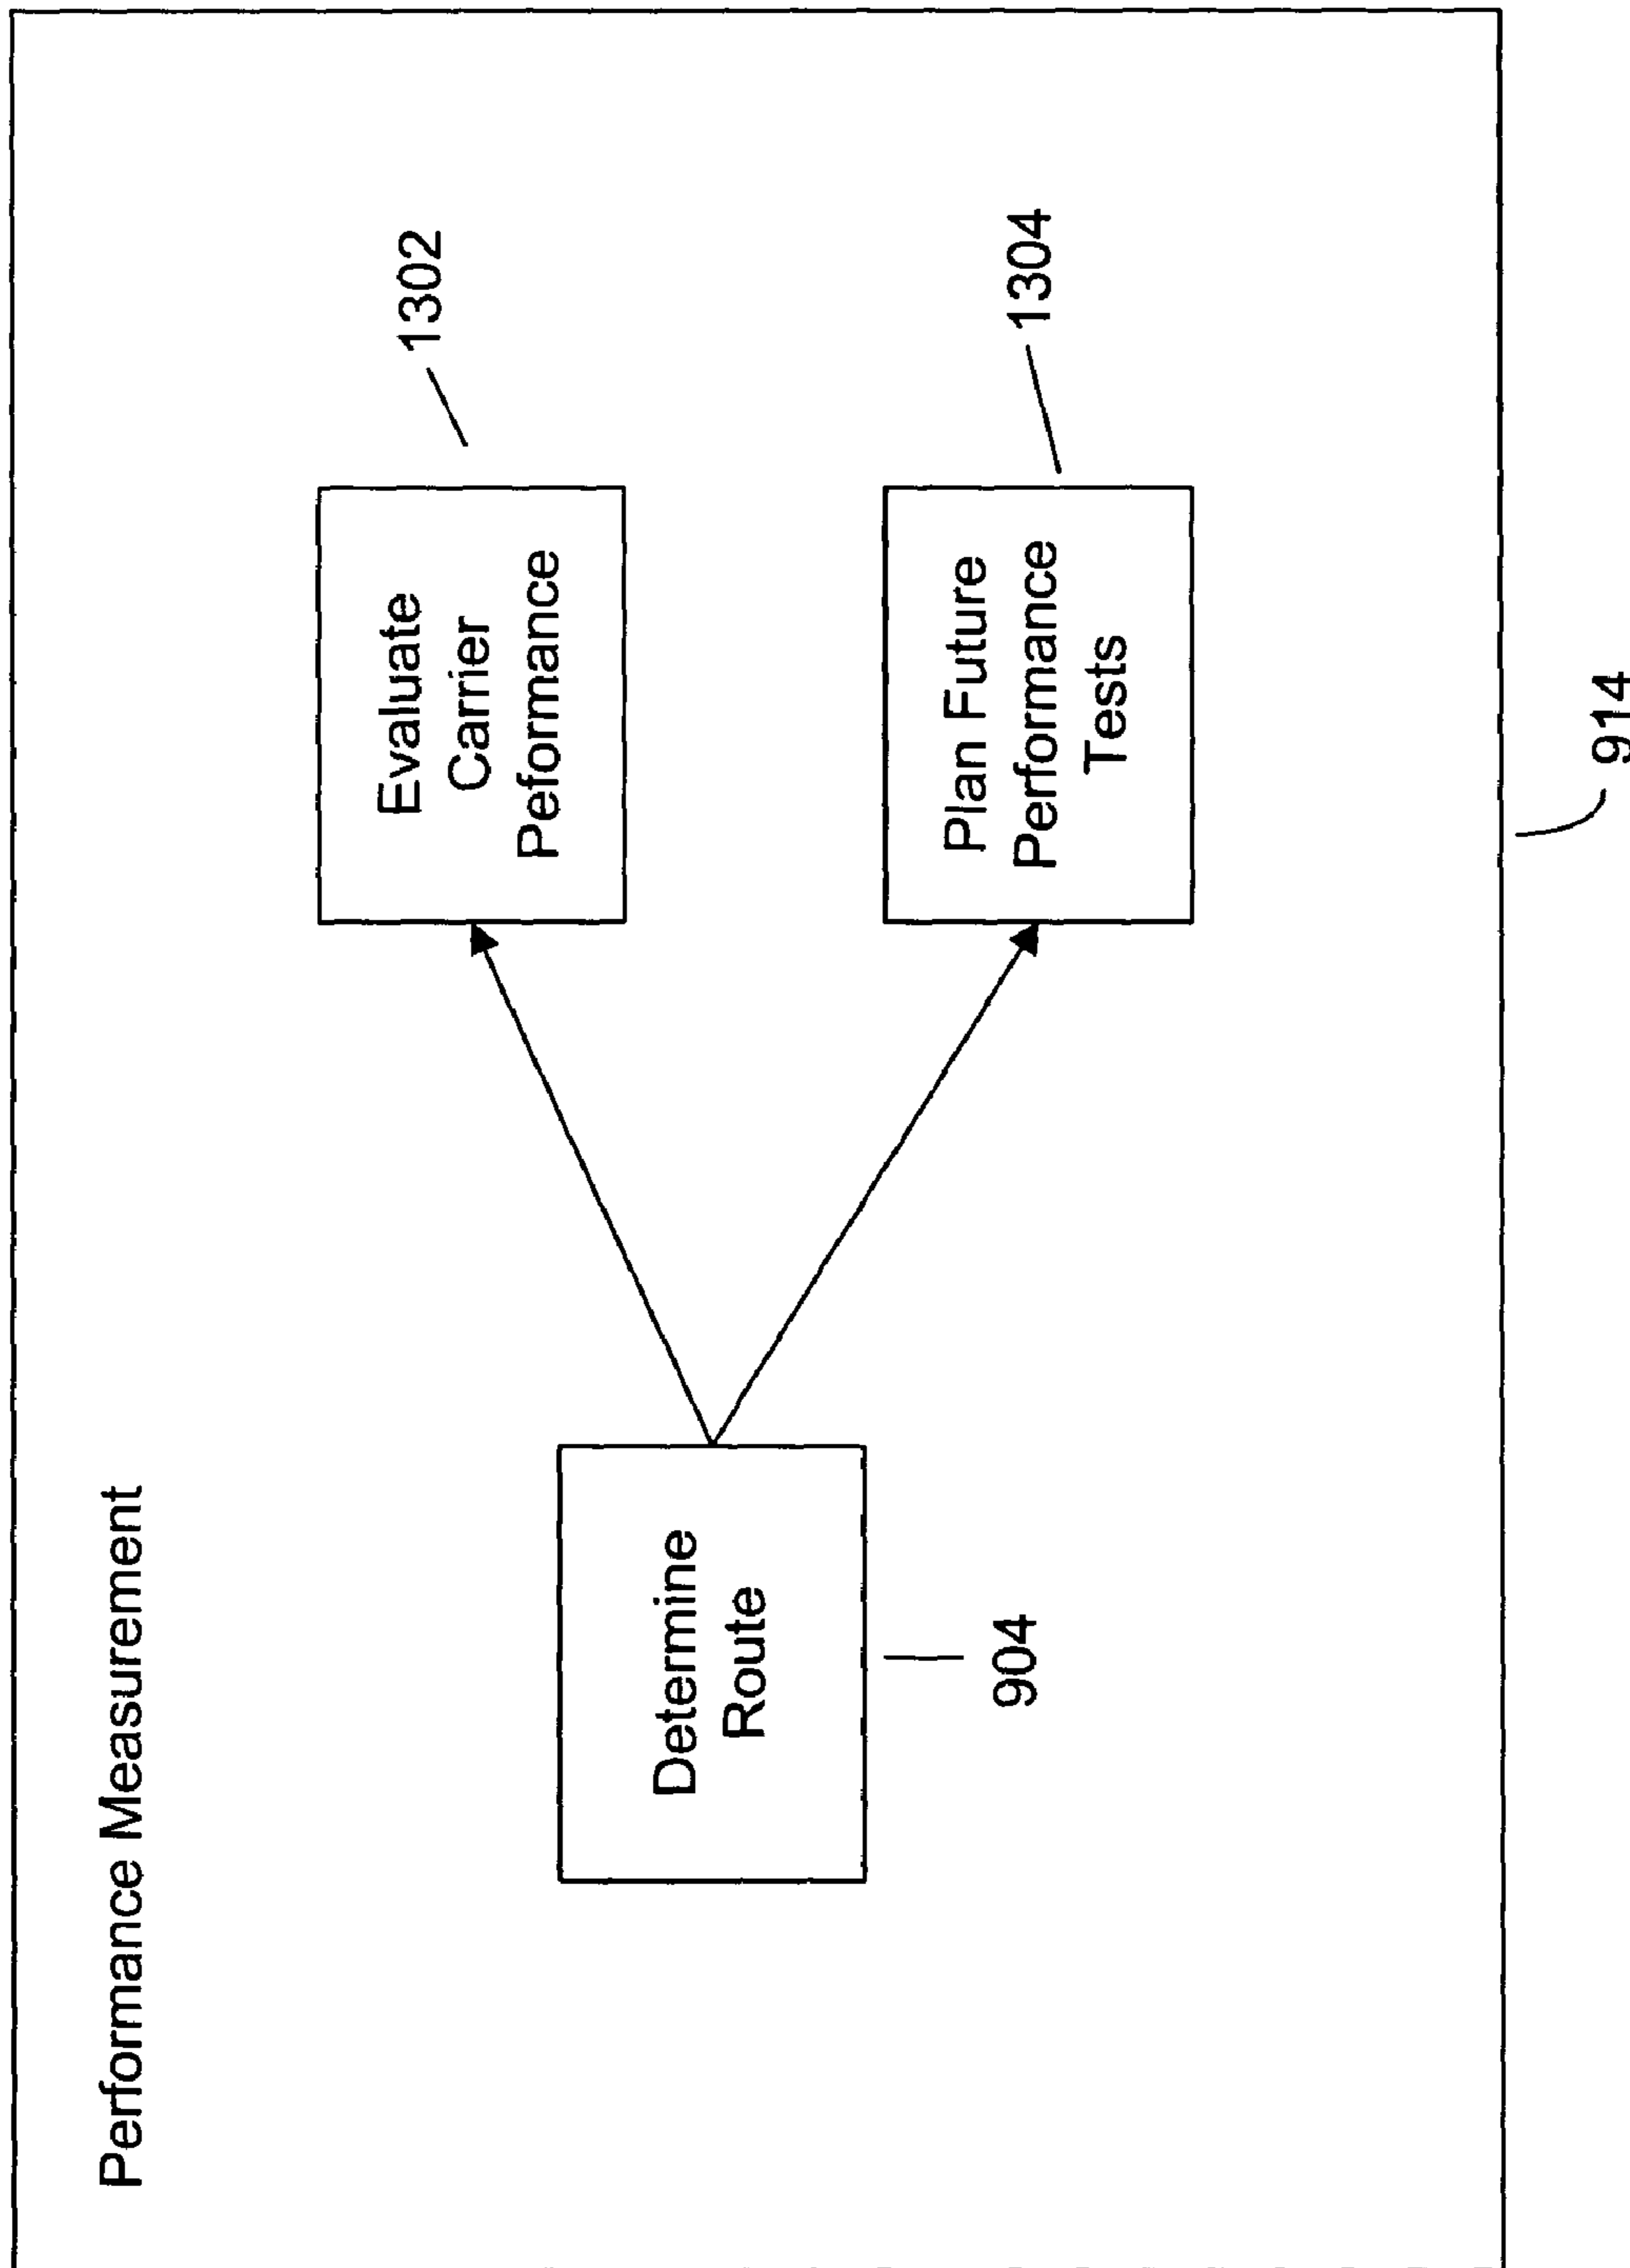 Performance Measurement
Determine
Route
904
Evaluate
Carrier
Peformance
1302
Plan Future
Performance
Tests
1304
914